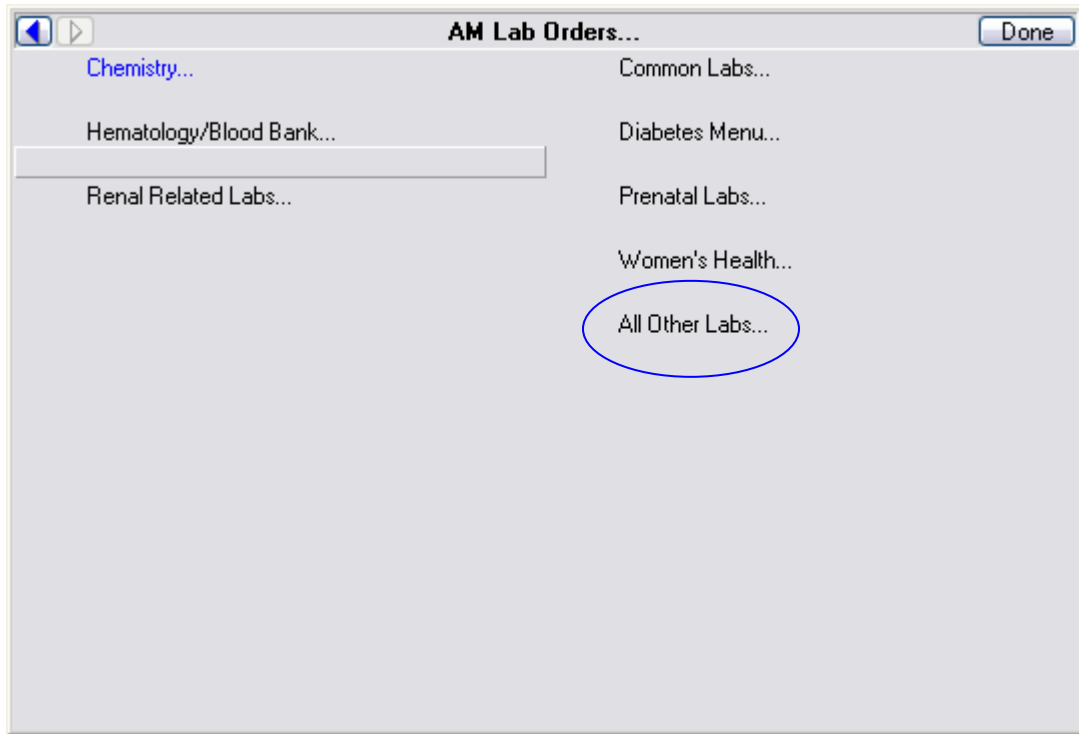 AM Lab Orders...
Done
Chemistry...
Common Labs...
Hematology/Blood Bank...
Diabetes Menu...
Renal Related Labs...
Prenatal Labs...
Women's Health...
All Other Labs...